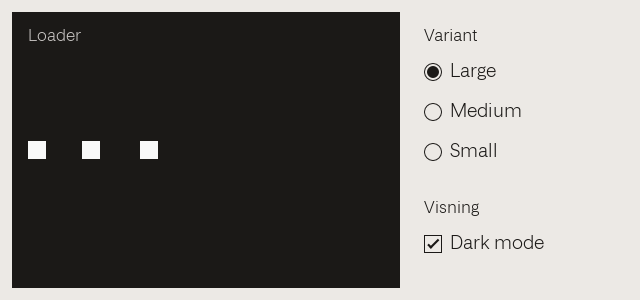 Loader
Variant
Large
Medium
Small
Visning
Dark mode